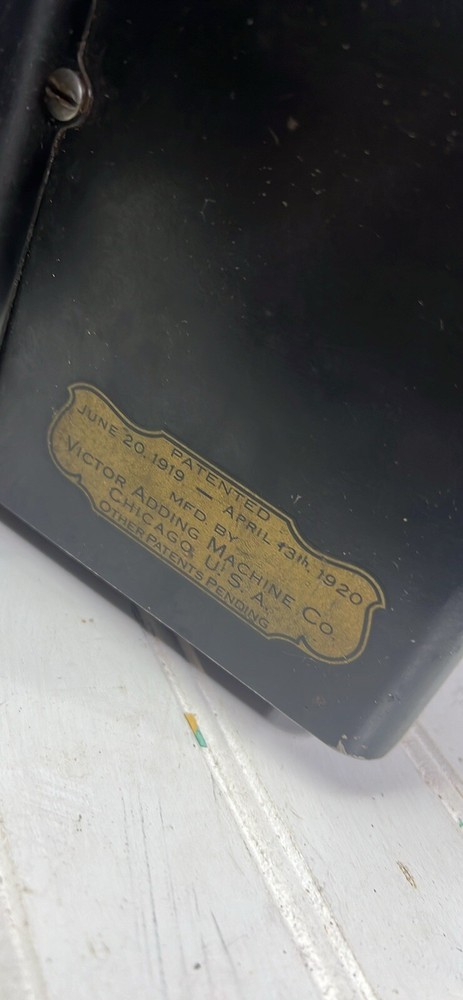 PATENTED
JUNE 20, 1919 — APRIL 13th, 1920
MFD. BY
VICTOR ADDING MACHINE CO.
CHICAGO, U.S.A.
OTHER PATENTS PENDING